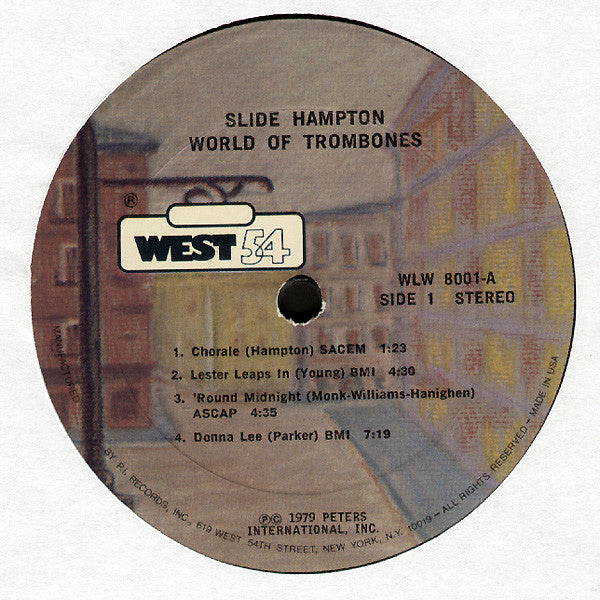 SLIDE HAMPTON
WORLD OF TROMBONES
®
WEST 54
WLW 8001-A
SIDE 1 STEREO
1. Chorale (Hampton) SACEM 1:23
2. Lester Leaps In (Young) BMI 4:30
3. 'Round Midnight (Monk-Williams-Hanighen)
ASCAP 4:35
4. Donna Lee (Parker) BMI 7:19
℗© 1979 PETERS
INTERNATIONAL, INC.
MANUFACTURED BY P.I. RECORDS, INC., 619 WEST 54TH STREET, NEW YORK, N.Y. 10019 – ALL RIGHTS RESERVED – MADE IN USA